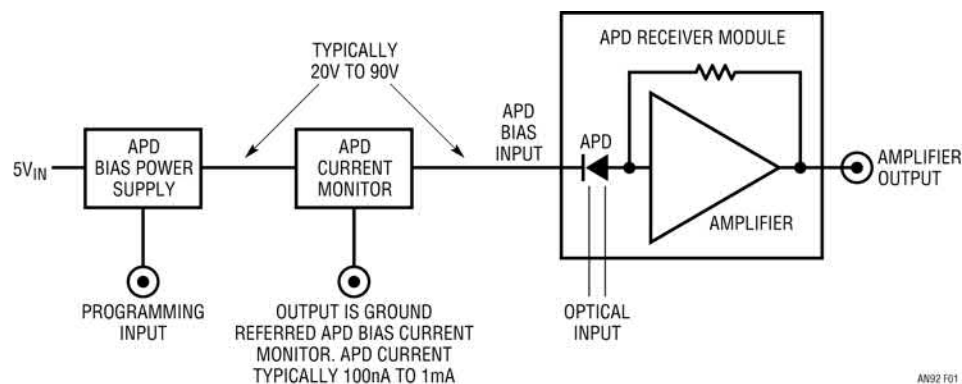 TYPICALLY
20V TO 90V
APD RECEIVER MODULE
5VIN
APD
BIAS POWER
SUPPLY
APD
CURRENT
MONITOR
APD
BIAS
INPUT
APD
AMPLIFIER
AMPLIFIER
OUTPUT
PROGRAMMING
INPUT
OUTPUT IS GROUND
REFERRED APD BIAS CURRENT
MONITOR. APD CURRENT
TYPICALLY 100nA TO 1mA
OPTICAL
INPUT
AN92 F01